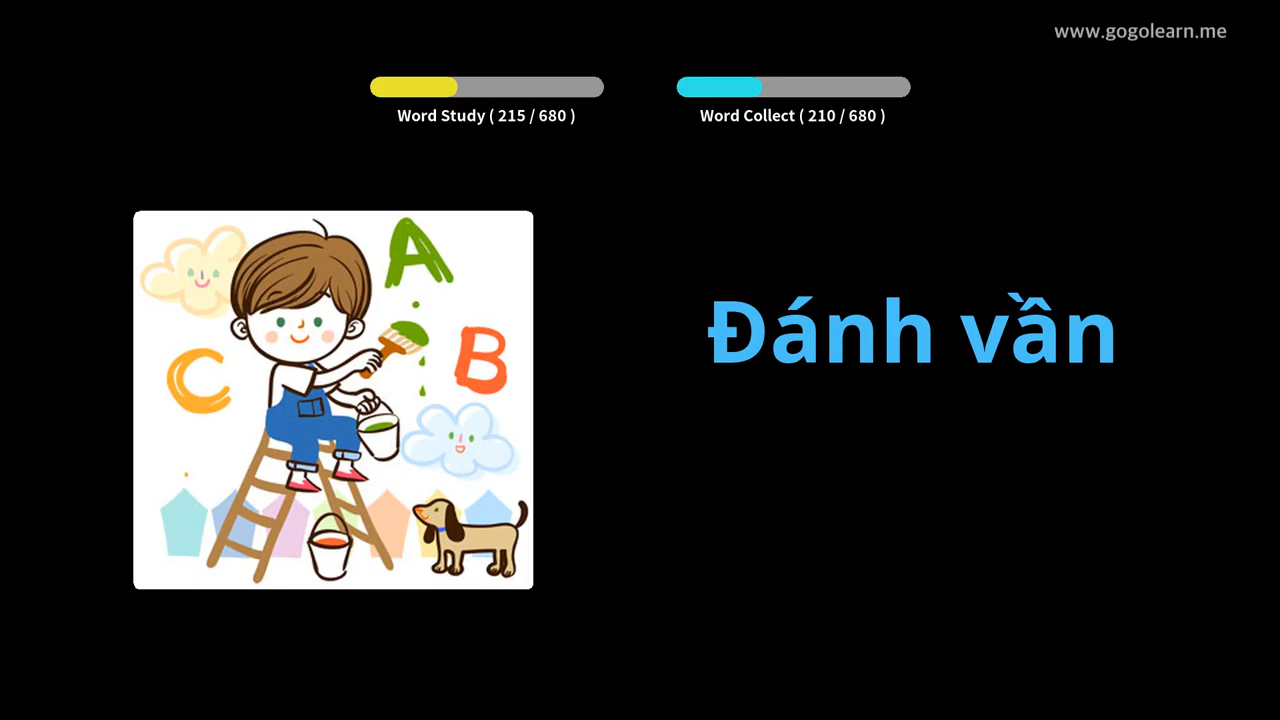 www.gogolearn.me
Word Study ( 215 / 680 )
Word Collect ( 210 / 680 )
A
B
C
Đánh vần